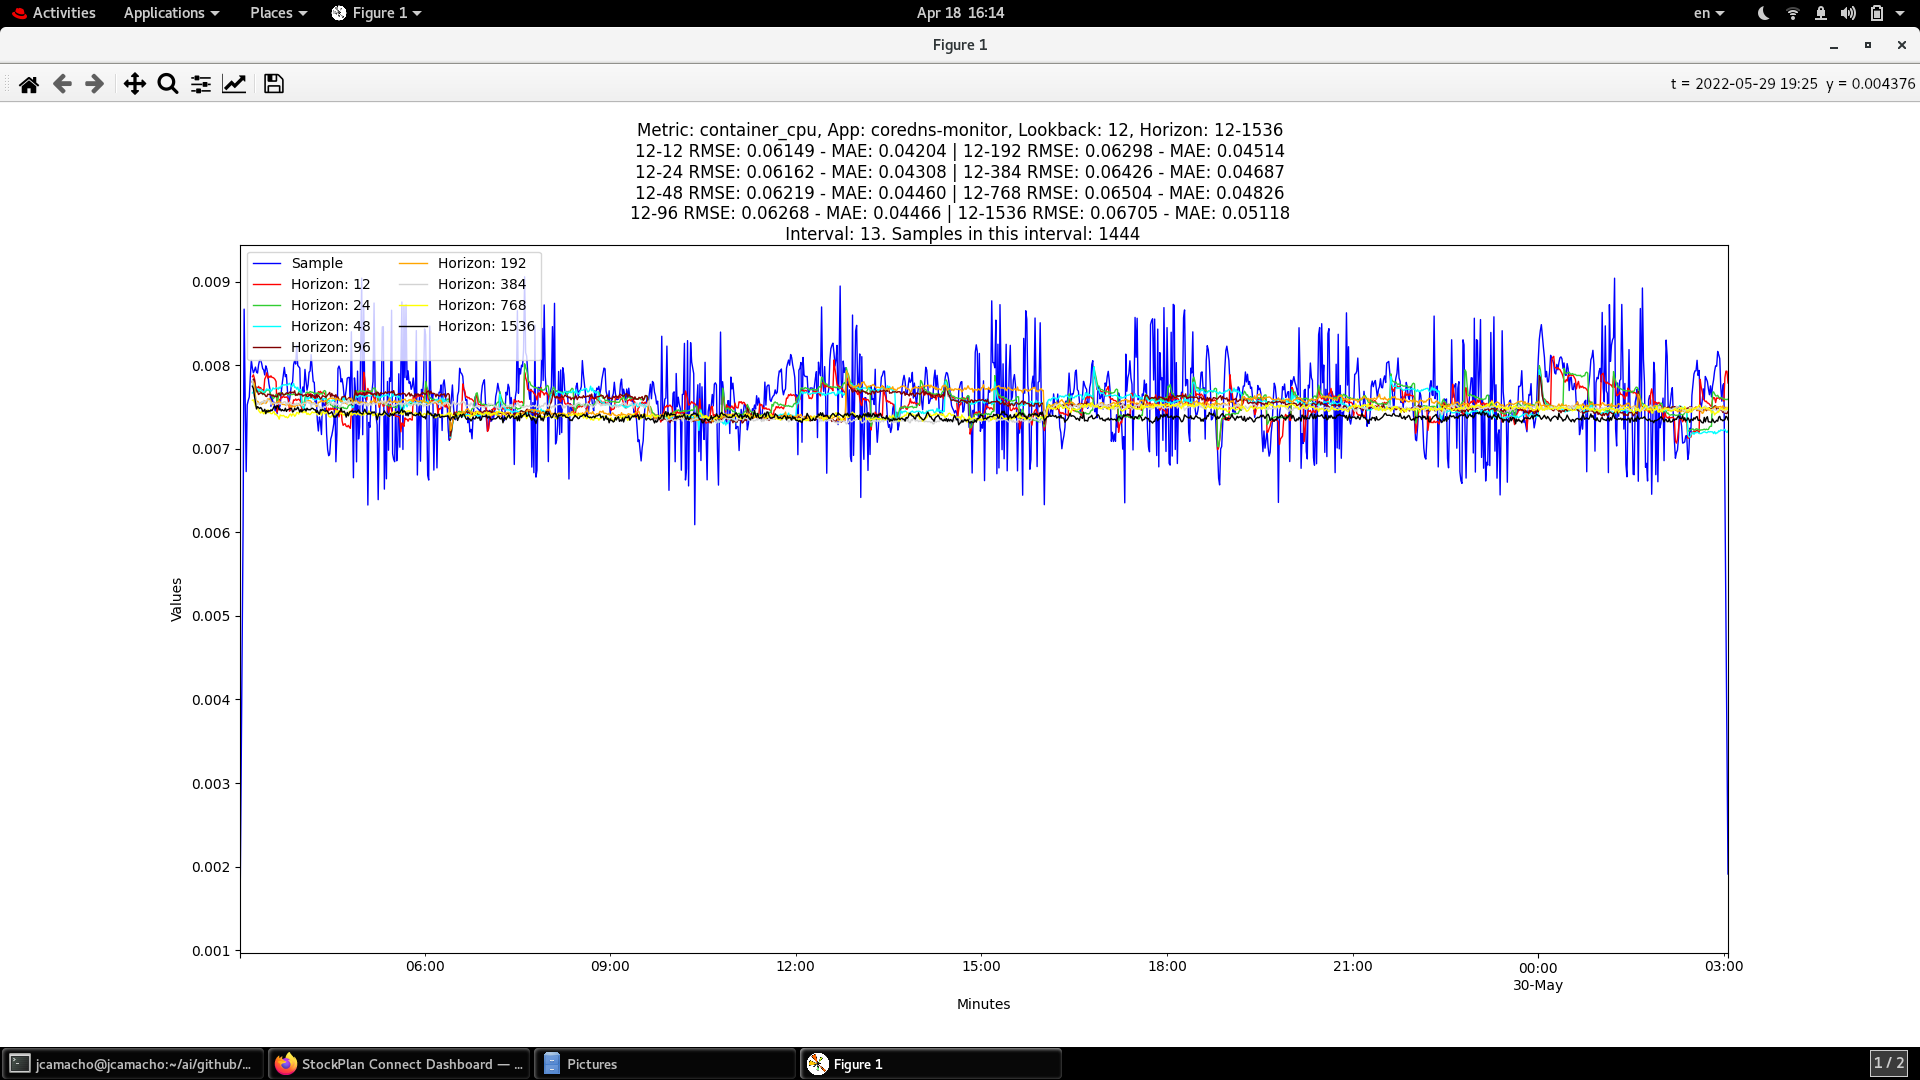 Activities Applications Places Figure 1 Apr 18 16:14 en
Figure 1
t = 2022-05-29 19:25 y = 0.004376
Metric: container_cpu, App: coredns-monitor, Lookback: 12, Horizon: 12-1536
12-12 RMSE: 0.06149 - MAE: 0.04204 | 12-192 RMSE: 0.06298 - MAE: 0.04514
12-24 RMSE: 0.06162 - MAE: 0.04308 | 12-384 RMSE: 0.06426 - MAE: 0.04687
12-48 RMSE: 0.06219 - MAE: 0.04460 | 12-768 RMSE: 0.06504 - MAE: 0.04826
12-96 RMSE: 0.06268 - MAE: 0.04466 | 12-1536 RMSE: 0.06705 - MAE: 0.05118
Interval: 13. Samples in this interval: 1444
Sample
Horizon: 12
Horizon: 24
Horizon: 48
Horizon: 96
Horizon: 192
Horizon: 384
Horizon: 768
Horizon: 1536
0.009
0.008
0.007
0.006
0.005
0.004
0.003
0.002
0.001
Values
06:00 09:00 12:00 15:00 18:00 21:00 00:00 03:00
30-May
Minutes
jcamacho@jcamacho:~/ai/github/... StockPlan Connect Dashboard — ... Pictures Figure 1 1 / 2